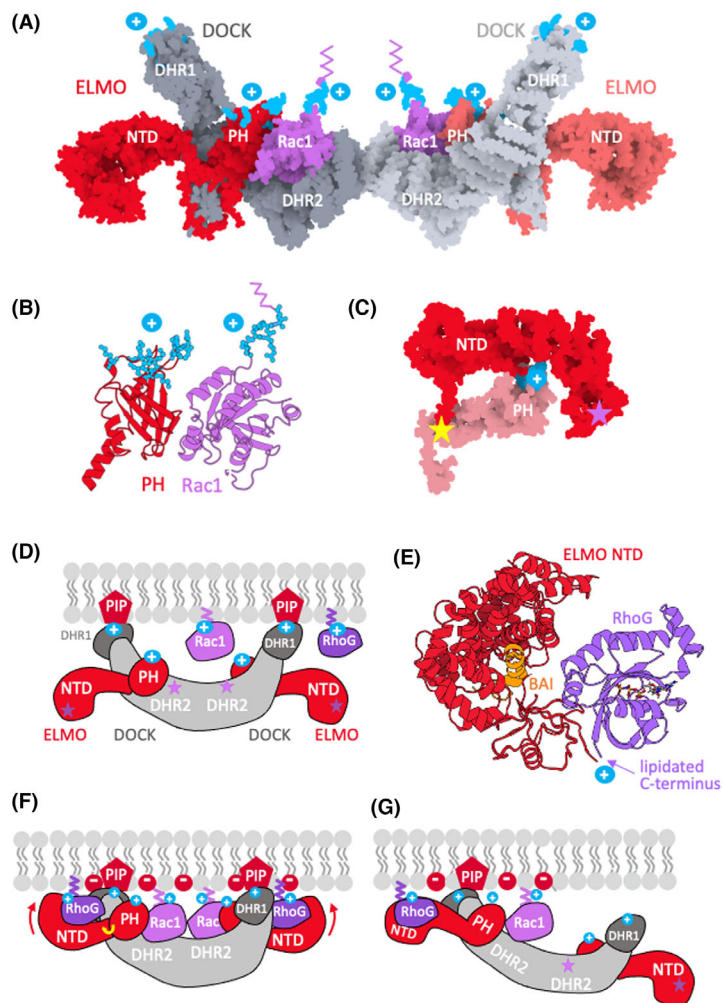 (A)
DOCK
DOCK
DHR1
DHR1
ELMO
ELMO
NTD
PH
Rac1
Rac1
PH
NTD
DHR2
DHR2
(B)
(C)
NTD
PH
PH
Rac1
(D)
(E)
ELMO NTD
PIP
PIP
DHR1
Rac1
DHR1
RhoG
RhoG
PH
NTD
DHR2
DHR2
NTD
BAI
ELMO
DOCK
DOCK
ELMO
lipidated
C-terminus
(F)
(G)
PIP
PIP
PIP
RhoG
PH
Rac1
Rac
DHR1
RhoG
NTD
DHR2
DHR2
NTD
RhoG
PH
Rac1
NTD
DHR2
DHR2
DHR1
NTD